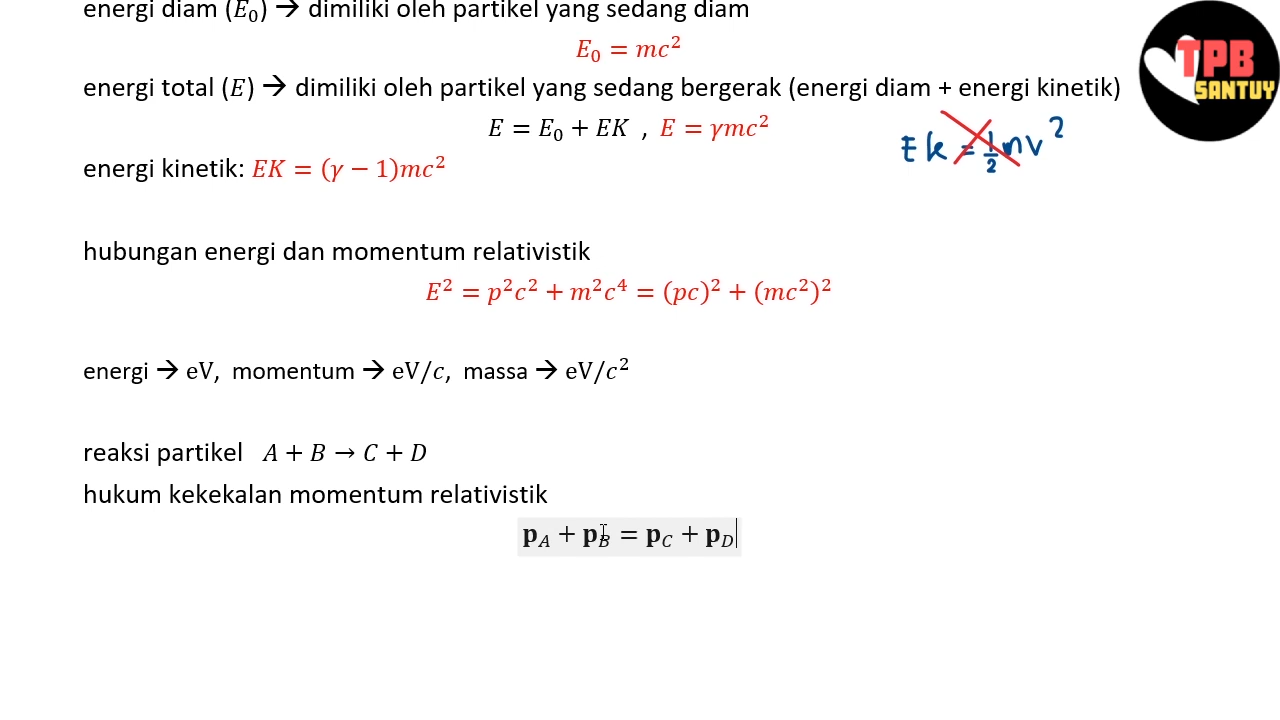 energi diam (E₀) → dimiliki oleh partikel yang sedang diam
E₀ = mc²
energi total (E) → dimiliki oleh partikel yang sedang bergerak (energi diam + energi kinetik)
E = E₀ + EK , E = γmc²
Ek = ½mv²
energi kinetik: EK = (γ − 1)mc²
hubungan energi dan momentum relativistik
E² = p²c² + m²c⁴ = (pc)² + (mc²)²
energi → eV, momentum → eV/c, massa → eV/c²
reaksi partikel A + B → C + D
hukum kekekalan momentum relativistik
𝐩_A + 𝐩_B = 𝐩_C + 𝐩_D
TPB
SANTUY